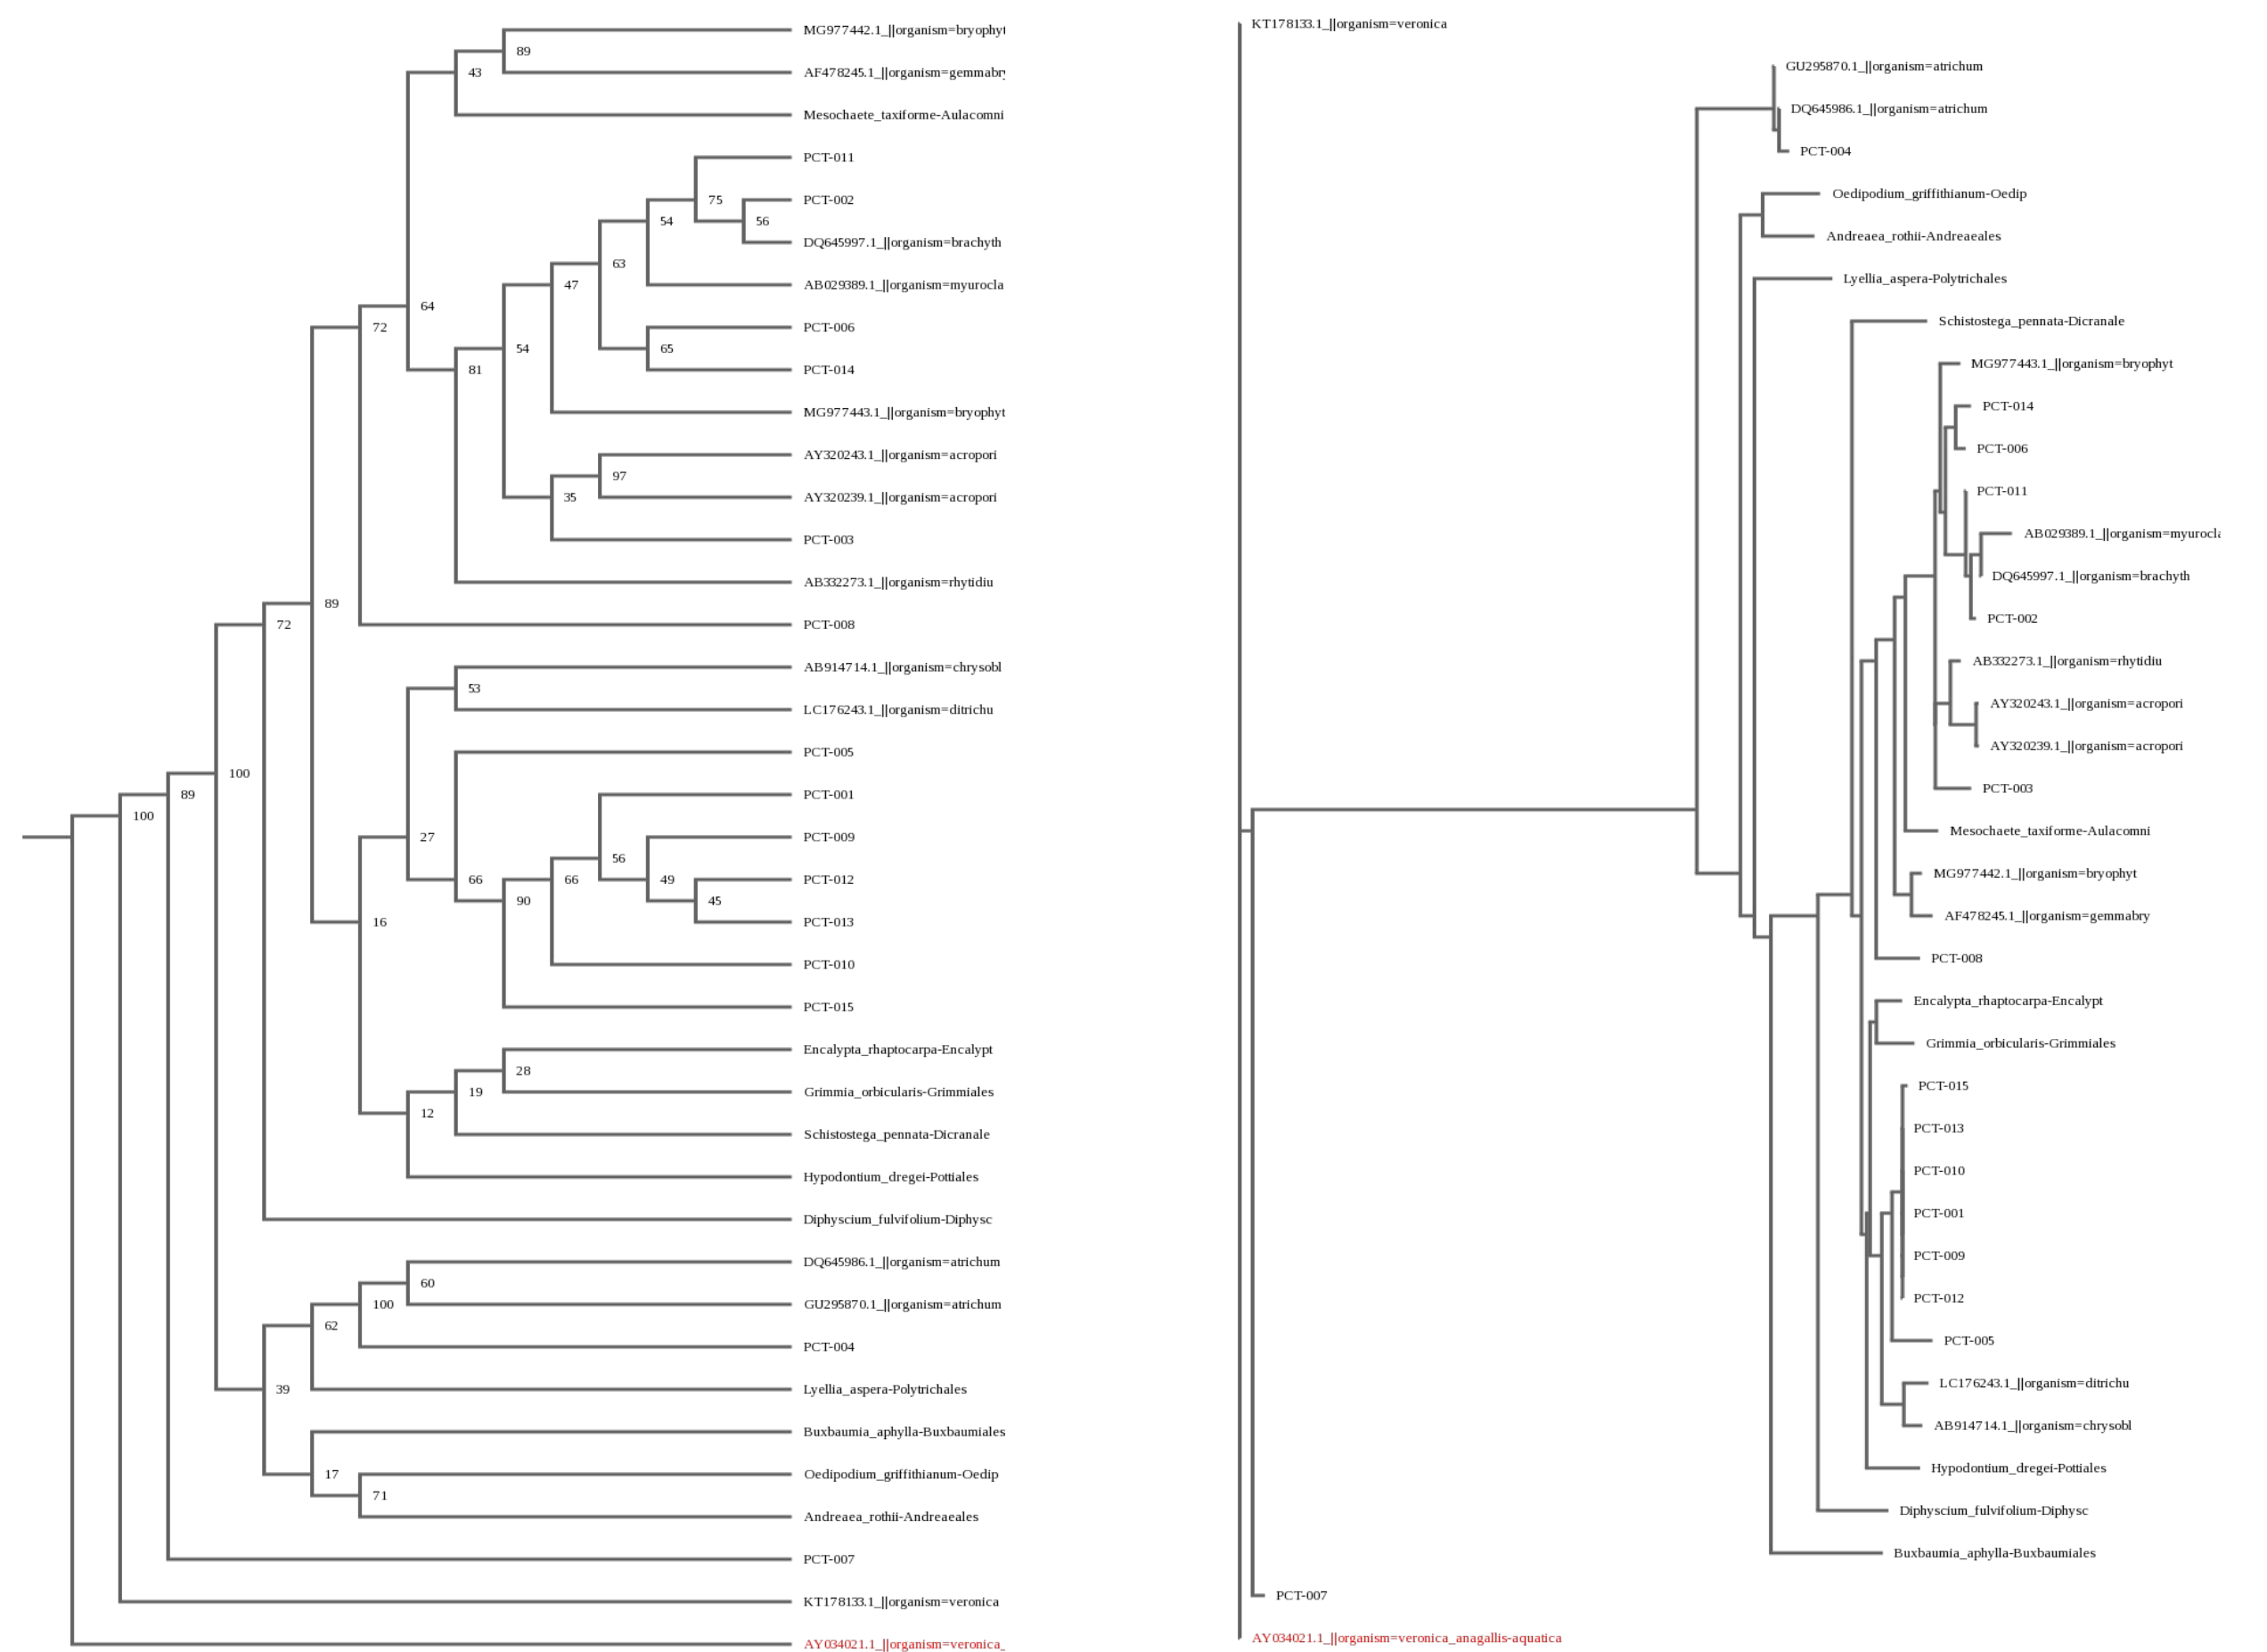 MG977442.1_||organism=bryophyt
89
43
AF478245.1_||organism=gemmabry
Mesochaete_taxiforme-Aulacomni
PCT-011
75
PCT-002
54
56
DQ645997.1_||organism=brachyth
63
47
AB029389.1_||organism=myurocla
64
72
PCT-006
54
65
81
PCT-014
MG977443.1_||organism=bryophyt
AY320243.1_||organism=acropori
97
35
AY320239.1_||organism=acropori
PCT-003
AB332273.1_||organism=rhytidiu
89
72
PCT-008
AB914714.1_||organism=chrysobl
53
LC176243.1_||organism=ditrichu
PCT-005
100
89
PCT-001
100
27
PCT-009
56
66
66
49
PCT-012
90
45
16
PCT-013
PCT-010
PCT-015
Encalypta_rhaptocarpa-Encalypt
28
19
Grimmia_orbicularis-Grimmiales
12
Schistostega_pennata-Dicranale
Hypodontium_dregei-Pottiales
Diphyscium_fulvifolium-Diphysc
DQ645986.1_||organism=atrichum
60
100
GU295870.1_||organism=atrichum
62
PCT-004
39
Lyellia_aspera-Polytrichales
Buxbaumia_aphylla-Buxbaumiales
17
Oedipodium_griffithianum-Oedip
71
Andreaea_rothii-Andreaeales
PCT-007
KT178133.1_||organism=veronica
AY034021.1_||organism=veronica_
KT178133.1_||organism=veronica
GU295870.1_||organism=atrichum
DQ645986.1_||organism=atrichum
PCT-004
Oedipodium_griffithianum-Oedip
Andreaea_rothii-Andreaeales
Lyellia_aspera-Polytrichales
Schistostega_pennata-Dicranale
MG977443.1_||organism=bryophyt
PCT-014
PCT-006
PCT-011
AB029389.1_||organism=myurocla
DQ645997.1_||organism=brachyth
PCT-002
AB332273.1_||organism=rhytidiu
AY320243.1_||organism=acropori
AY320239.1_||organism=acropori
PCT-003
Mesochaete_taxiforme-Aulacomni
MG977442.1_||organism=bryophyt
AF478245.1_||organism=gemmabry
PCT-008
Encalypta_rhaptocarpa-Encalypt
Grimmia_orbicularis-Grimmiales
PCT-015
PCT-013
PCT-010
PCT-001
PCT-009
PCT-012
PCT-005
LC176243.1_||organism=ditrichu
AB914714.1_||organism=chrysobl
Hypodontium_dregei-Pottiales
Diphyscium_fulvifolium-Diphysc
Buxbaumia_aphylla-Buxbaumiales
PCT-007
AY034021.1_||organism=veronica_anagallis-aquatica